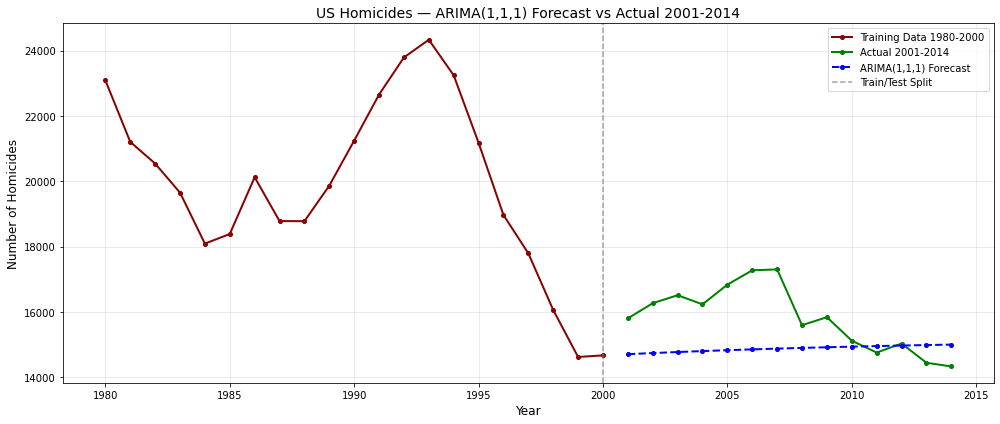 US Homicides — ARIMA(1,1,1) Forecast vs Actual 2001-2014
Number of Homicides
24000
22000
20000
18000
16000
14000
Training Data 1980-2000
Actual 2001-2014
ARIMA(1,1,1) Forecast
Train/Test Split
1980 1985 1990 1995 2000 2005 2010 2015
Year